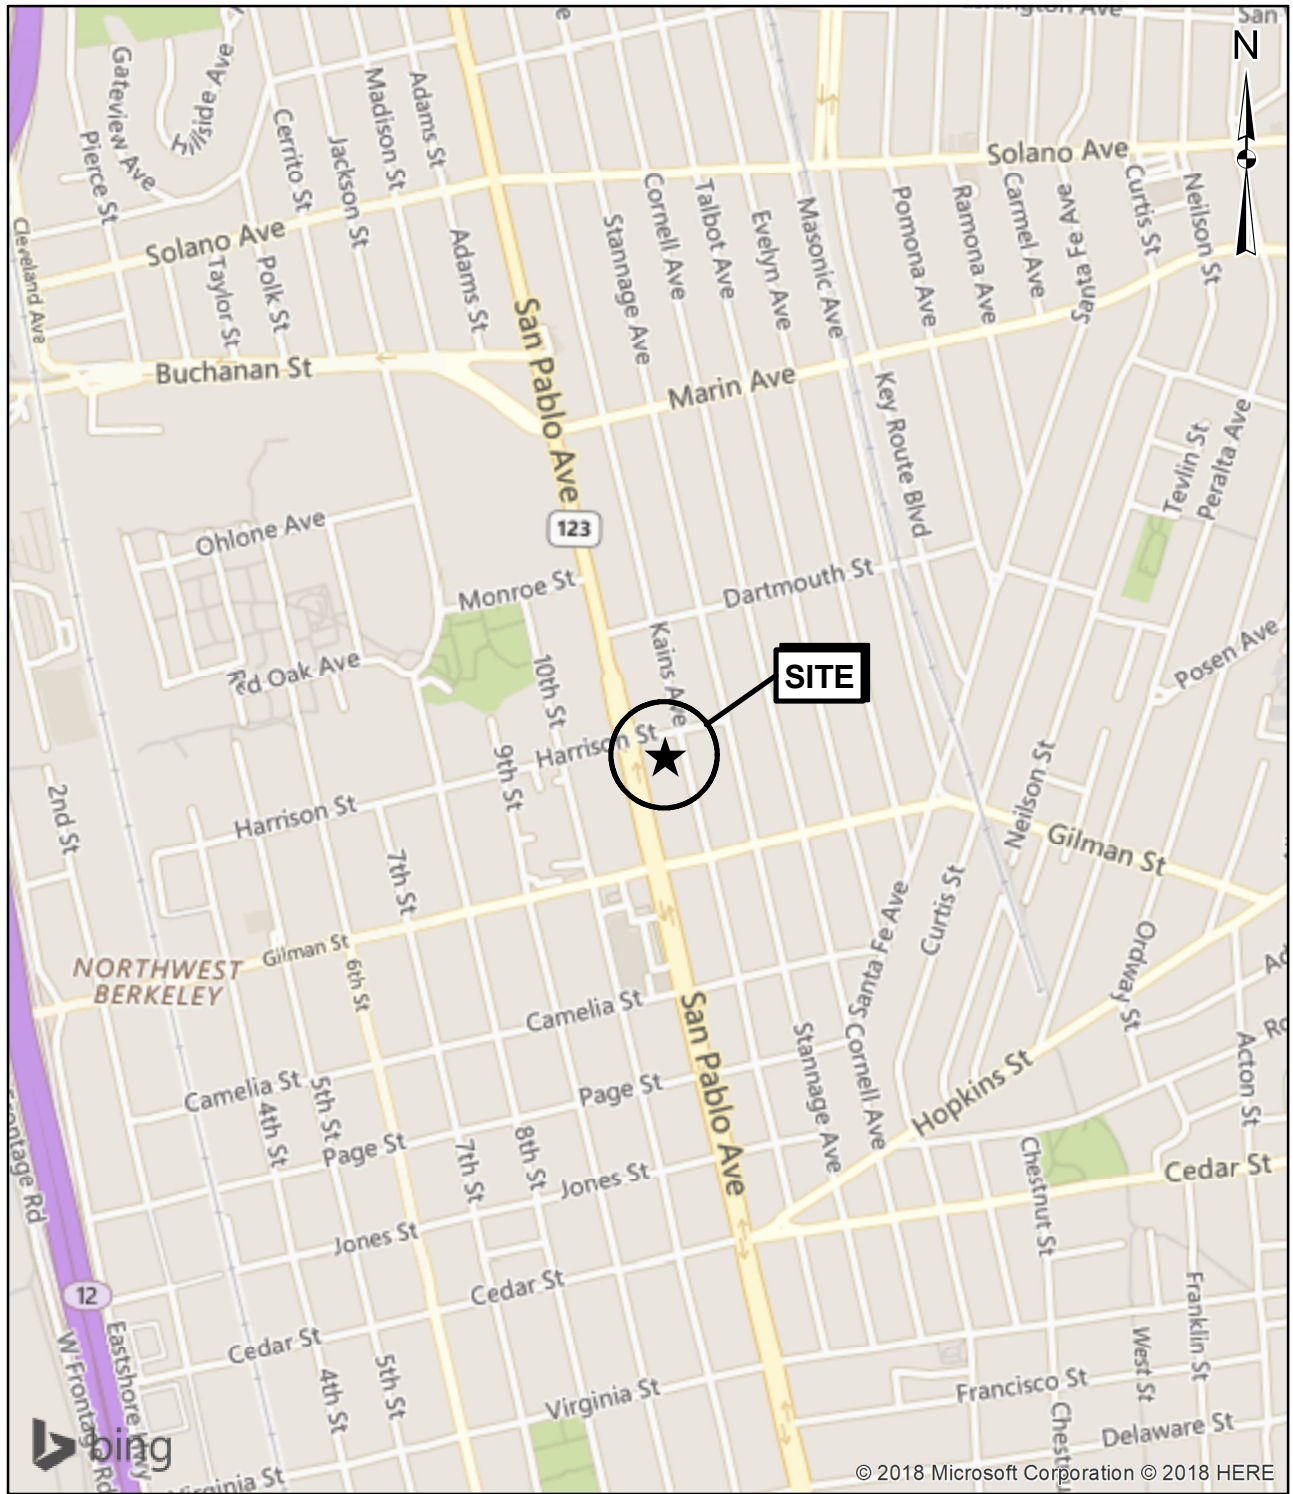 San
N
Gateview Ave
Hillside Ave
Pierce St
Cerrito St
Jackson St
Madison St
Adams St
Solano Ave
Cleveland Ave
Solano Ave
Taylor St
Polk St
Adams St
Stannage Ave
Cornell Ave
Talbot Ave
Evelyn Ave
Masonic Ave
Pomona Ave
Ramona Ave
Carmel Ave
Santa Fe Ave
Curtis St
Neilson St
San Pablo Ave
Buchanan St
Marin Ave
Key Route Blvd
Tevlin St
Peralta Ave
123
Ohlone Ave
Monroe St
Dartmouth St
Kains Ave
Posen Ave
SITE
Red Oak Ave
10th St
Harrison St
9th St
2nd St
Harrison St
7th St
Neilson St
Gilman St
Curtis St
Santa Fe Ave
Ordway St
Gilman St
NORTHWEST
BERKELEY
6th St
Camelia St
San Pablo Ave
Stannage Ave
Cornell Ave
Hopkins St
Acton St
Camelia St
5th St
4th St
Page St
Page St
7th St
8th St
Jones St
Chestnut St
Cedar St
Frontage Rd
Jones St
12
Cedar St
Cedar St
W Frontage Rd
Eastshore Hwy
4th St
5th St
Virginia St
West St
Franklin St
Francisco St
Delaware St
bing
Virginia St
© 2018 Microsoft Corporation © 2018 HERE